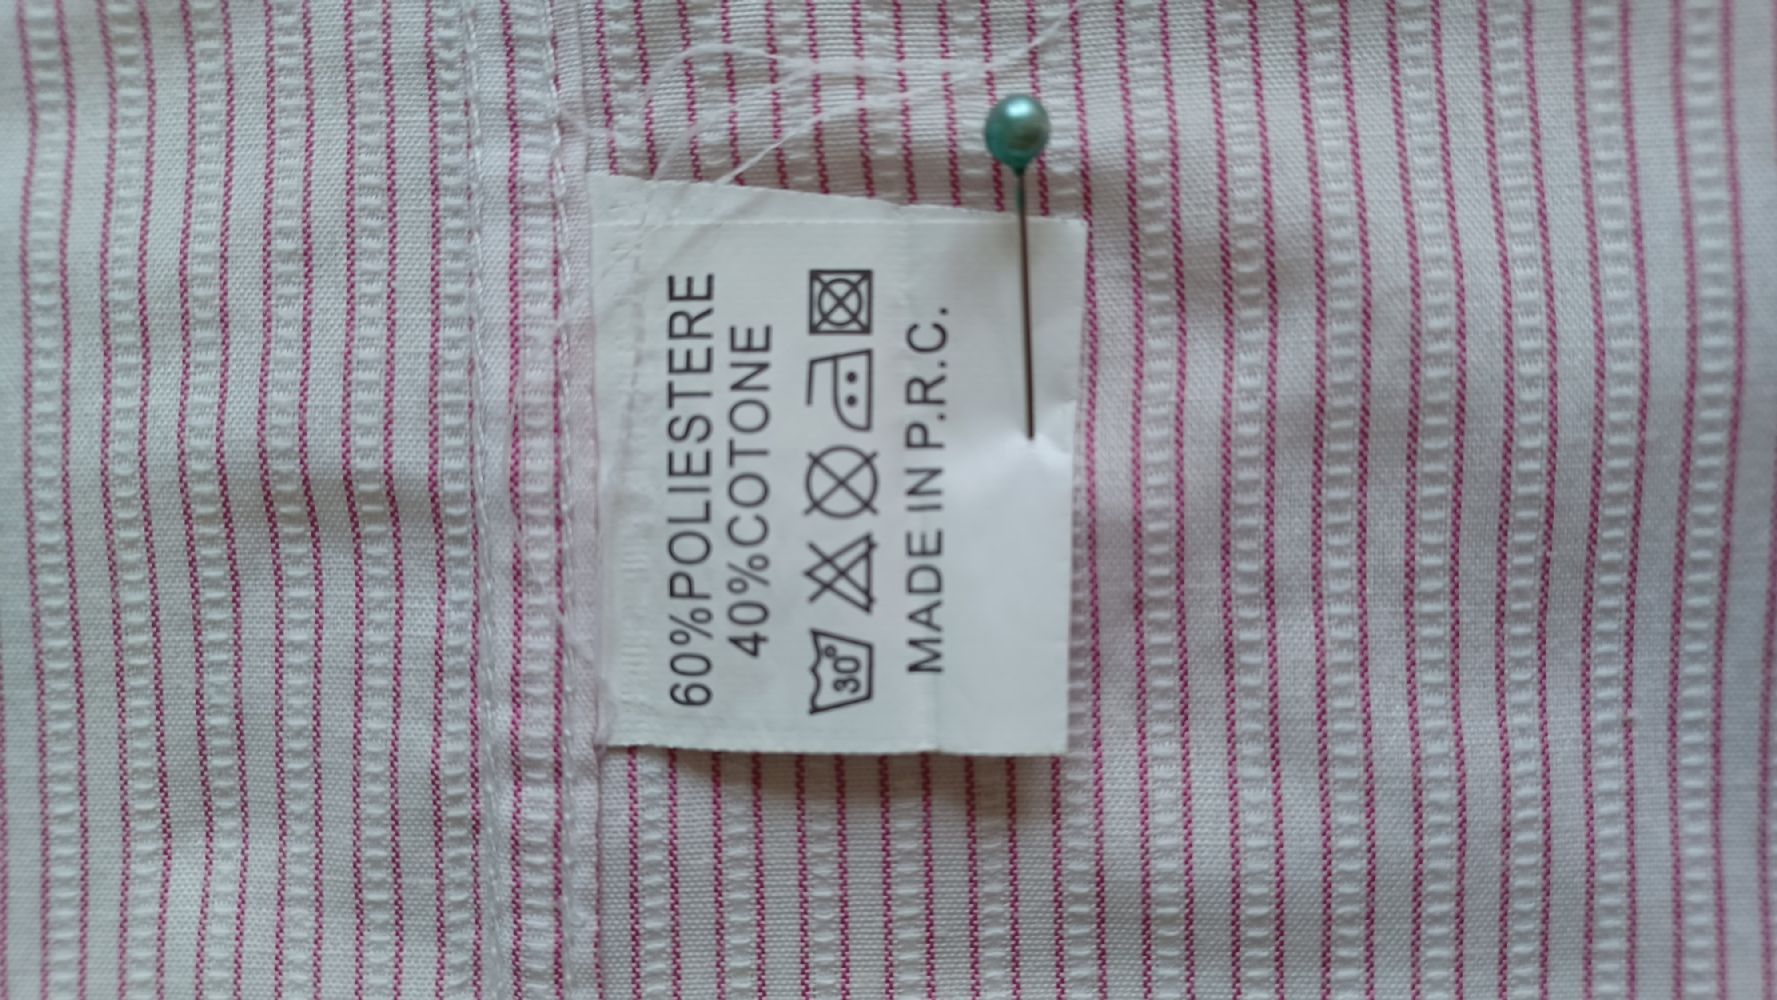 60%POLIESTERE
40%COTONE
30°
MADE IN P.R.C.